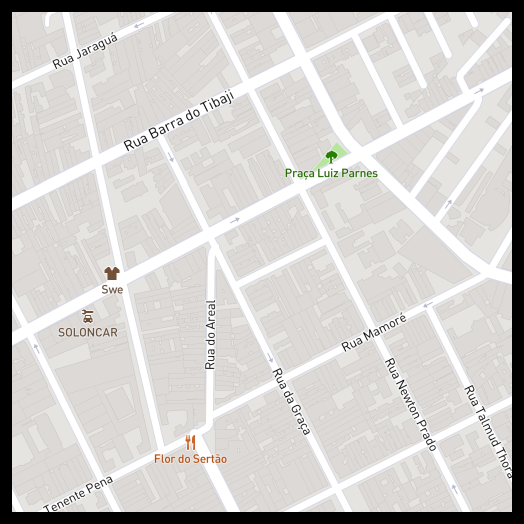 Rua Jaraguá
Rua Barra do Tibaji
Praça Luiz Parnes
Swe
SOLONCAR
Rua do Areal
Rua Mamoré
Rua da Graça
Rua Newton Prado
Rua Talmud Thora
Flor do Sertão
Tenente Pena